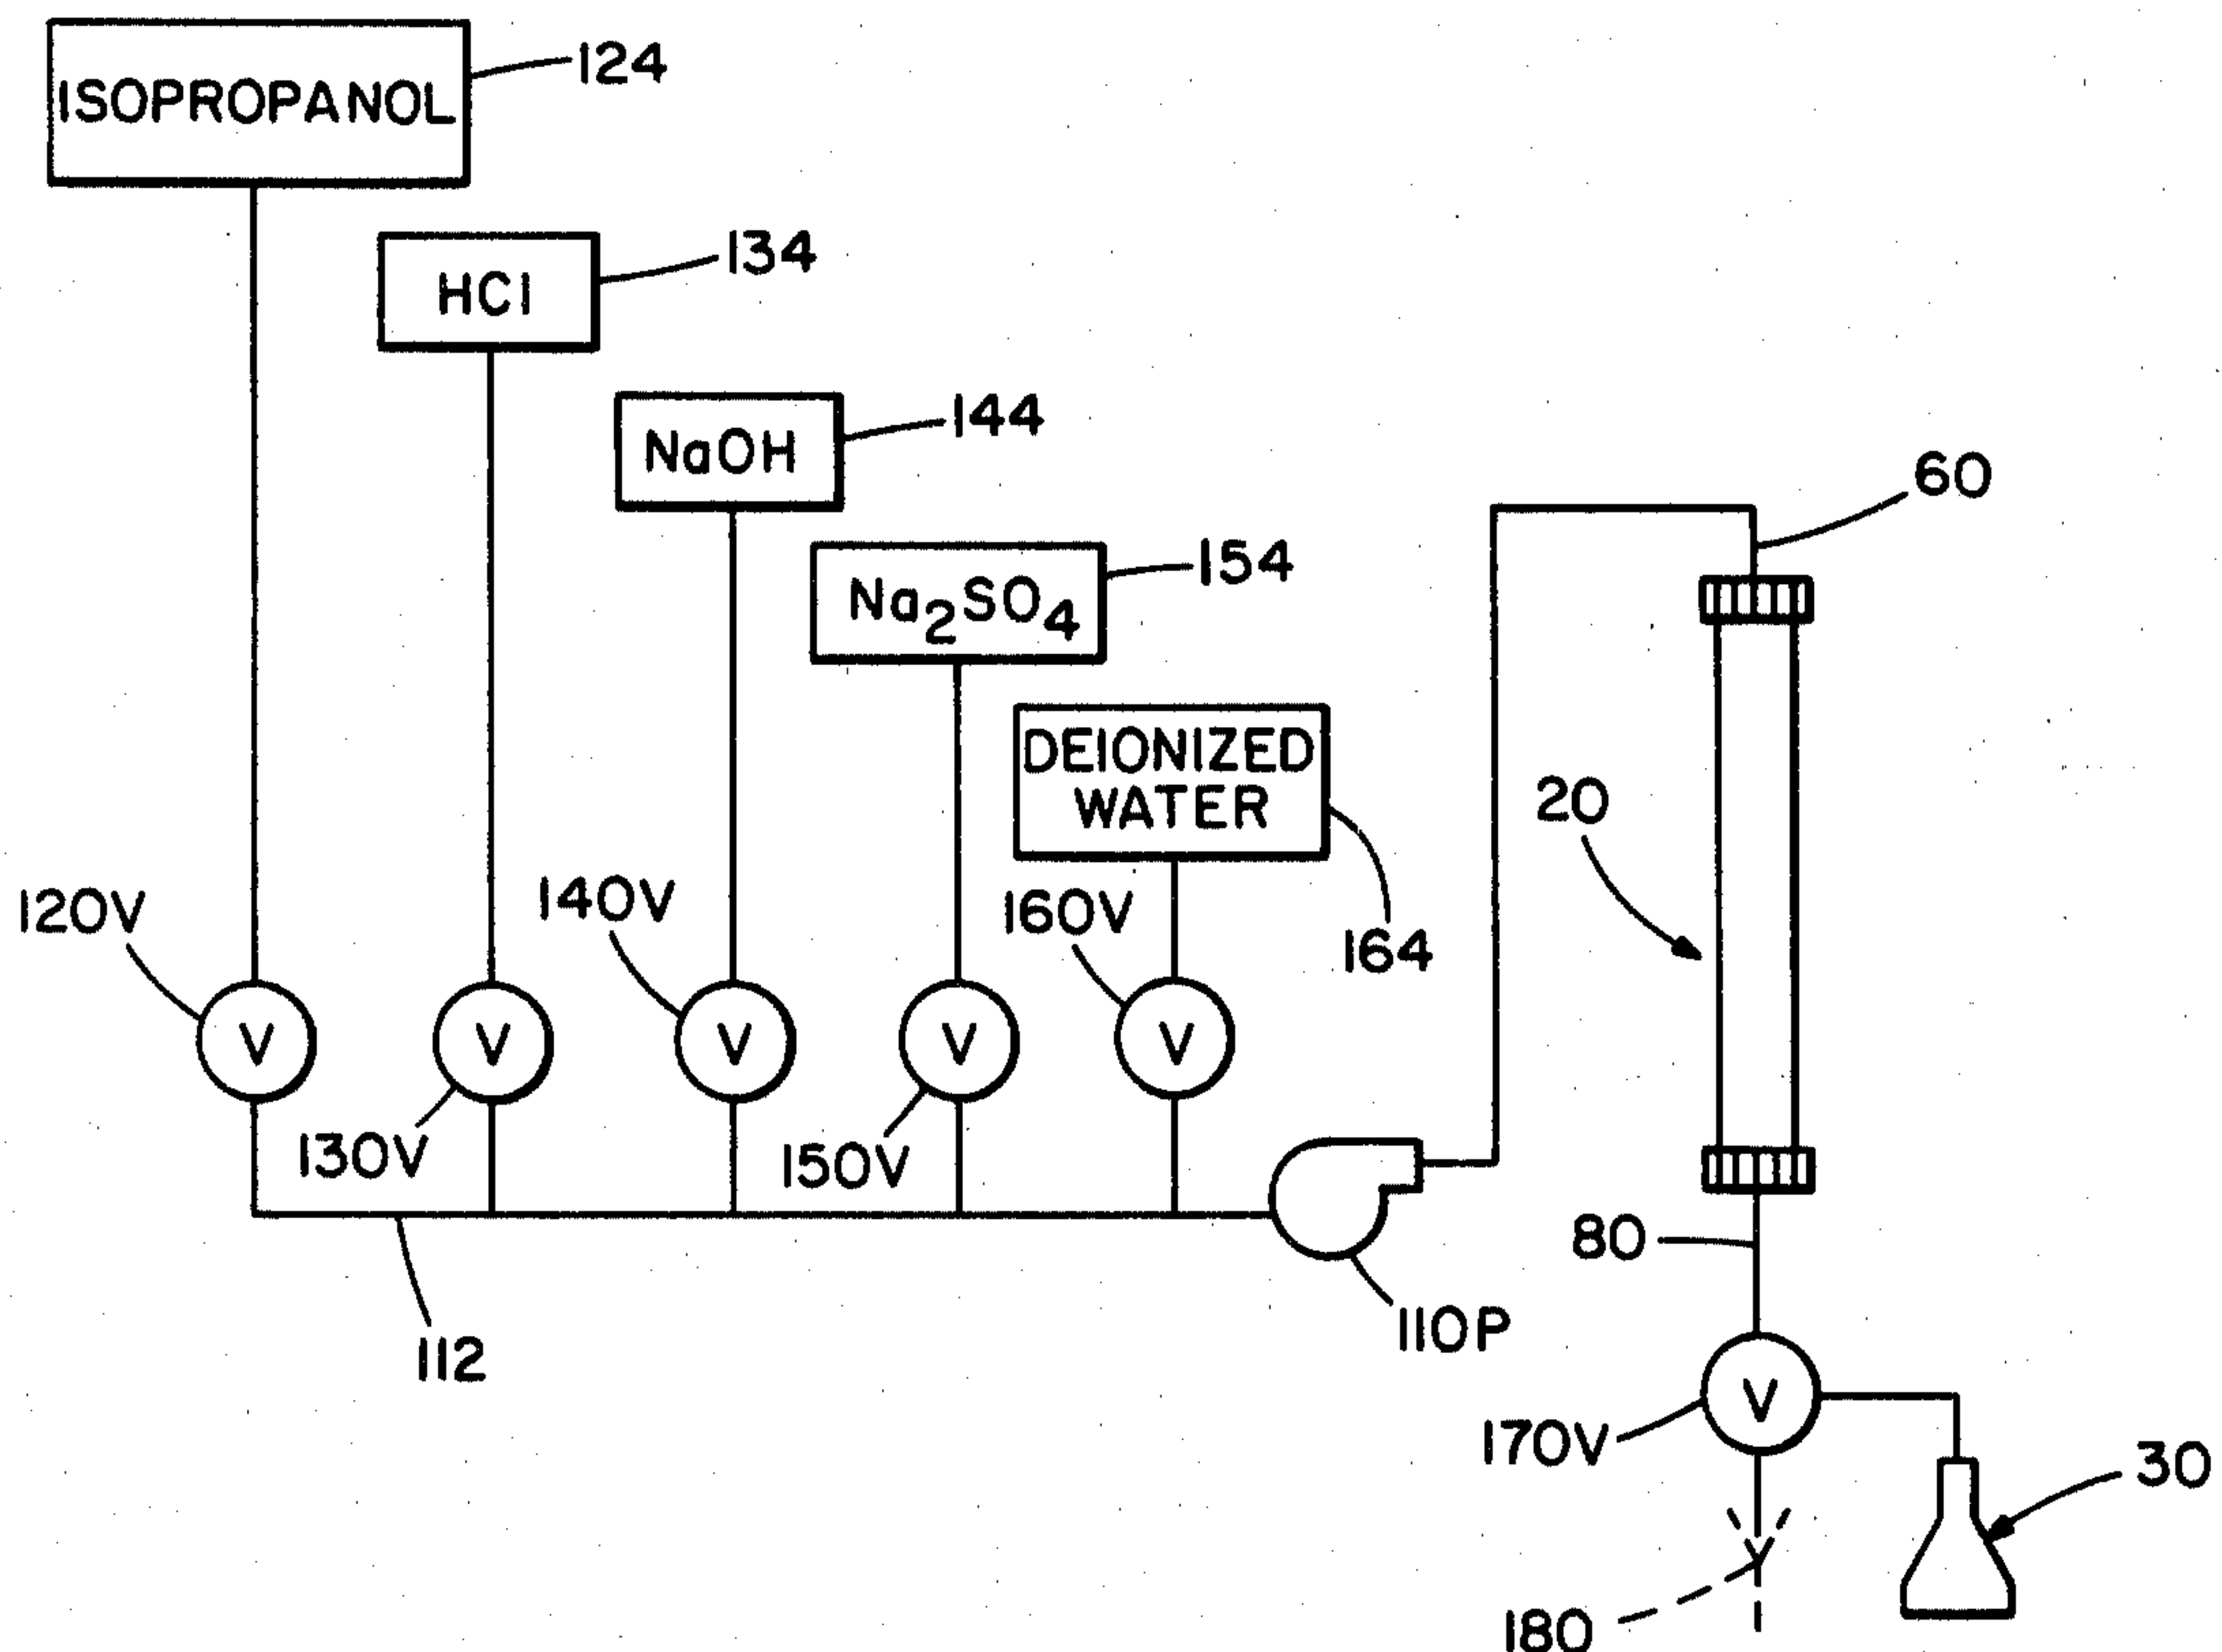 ISOPROPANOL
124
HCl
134
NaOH
144
Na2SO4
154
60
DEIONIZED
WATER
164
20
120V
140V
160V
V
V
V
V
V
130V
150V
80
110P
112
V
170V
30
180